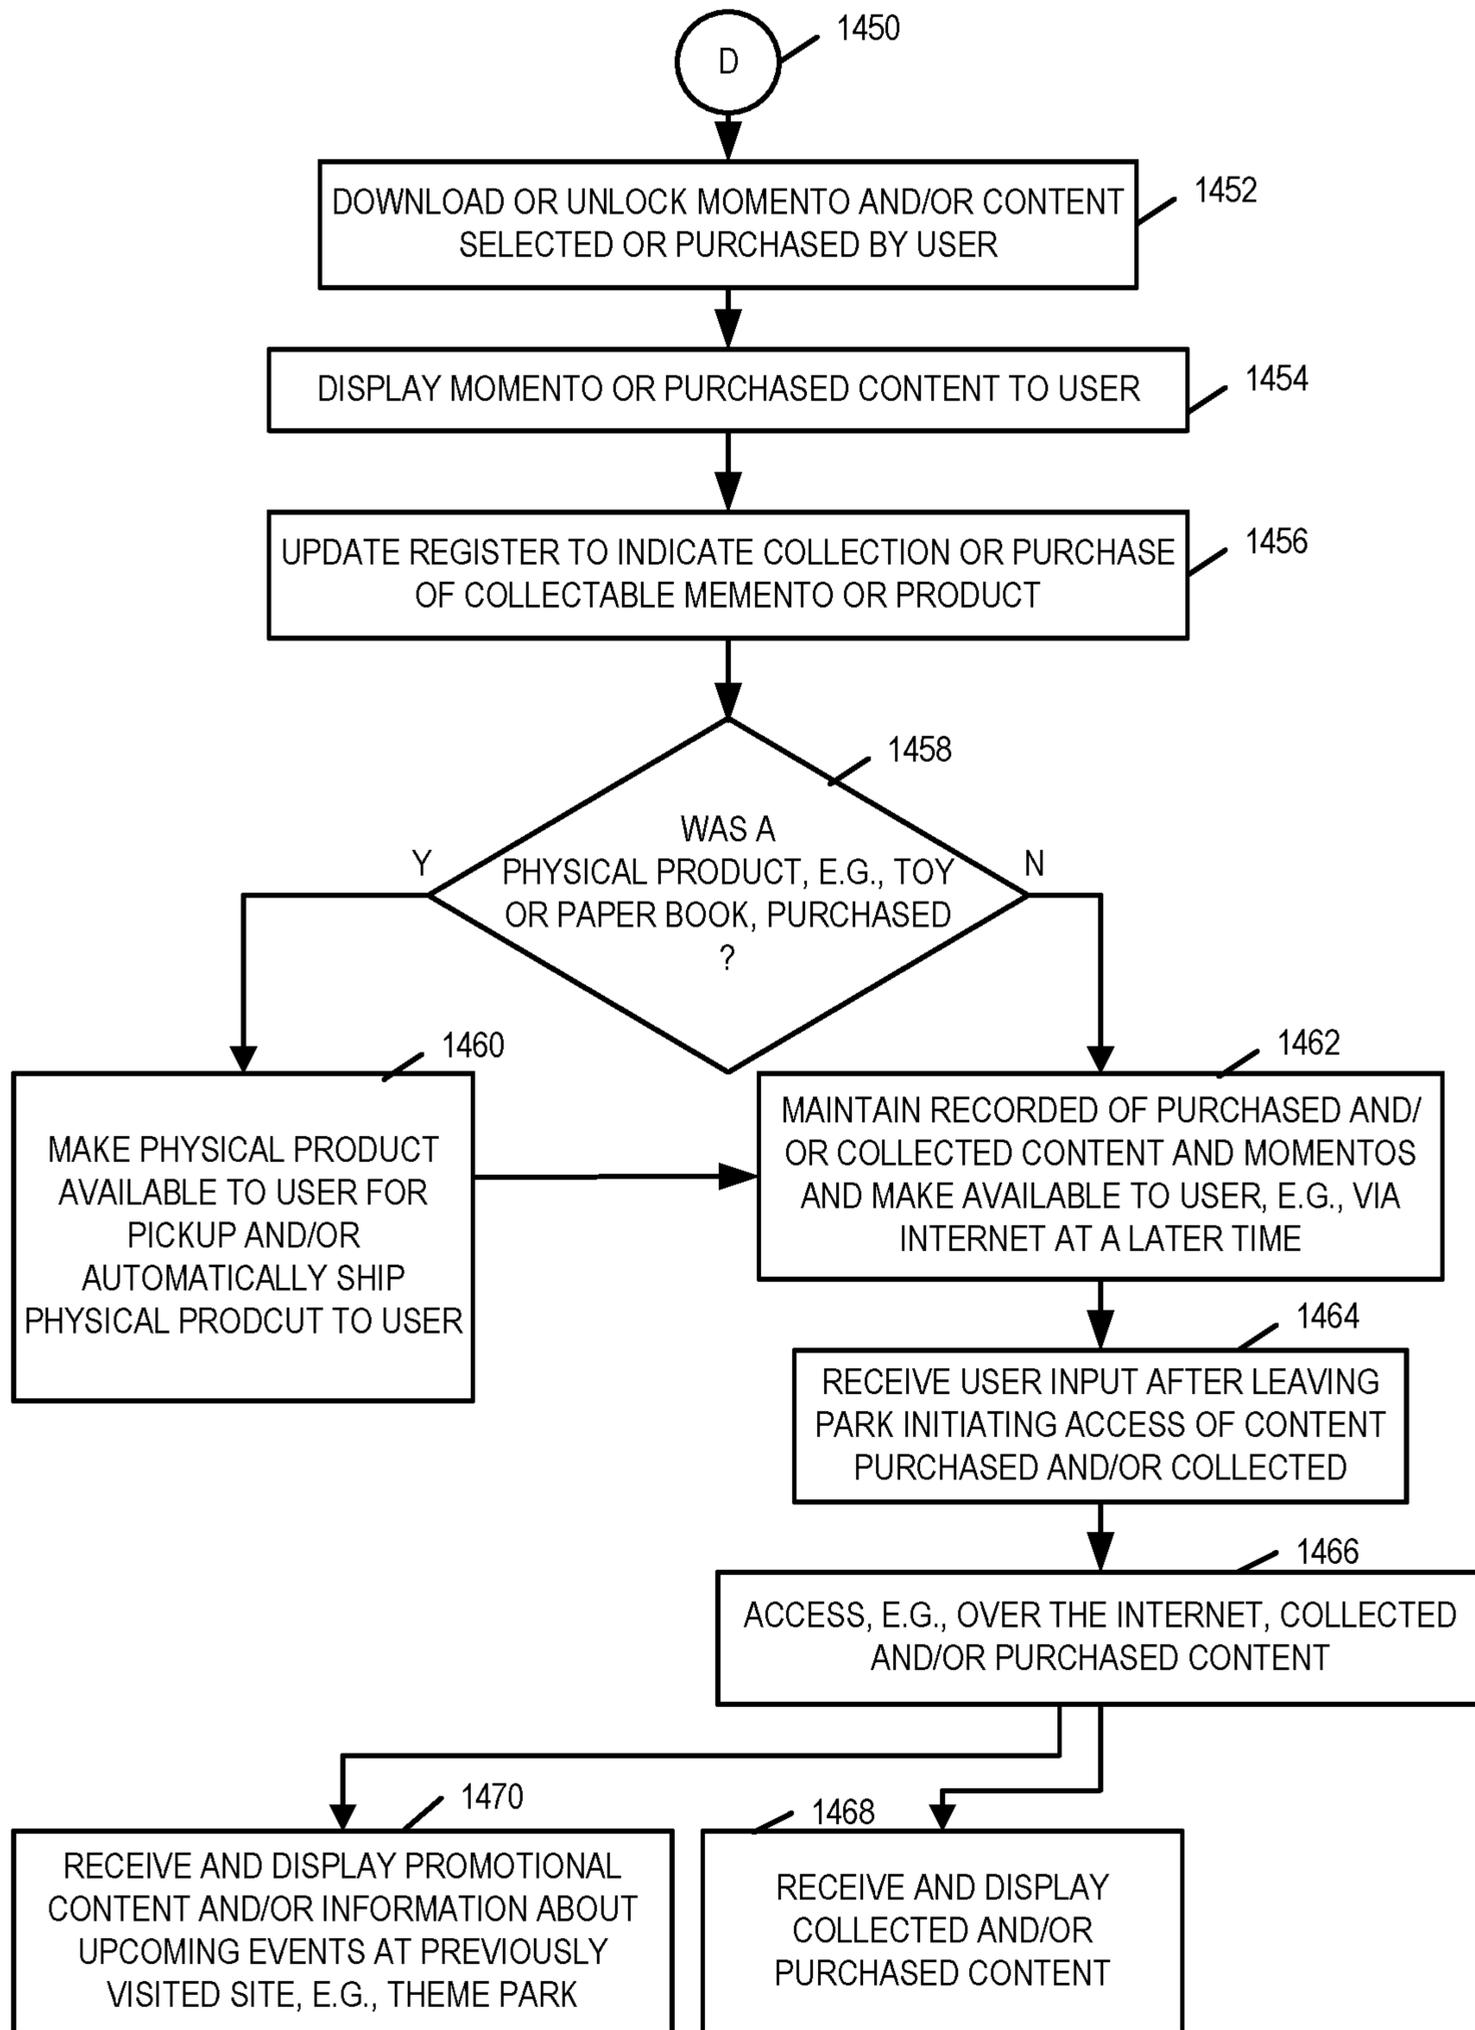 1450
D
1452
DOWNLOAD OR UNLOCK MOMENTO AND/OR CONTENT
SELECTED OR PURCHASED BY USER
1454
DISPLAY MOMENTO OR PURCHASED CONTENT TO USER
1456
UPDATE REGISTER TO INDICATE COLLECTION OR PURCHASE
OF COLLECTABLE MEMENTO OR PRODUCT
1458
WAS A
PHYSICAL PRODUCT, E.G., TOY
OR PAPER BOOK, PURCHASED
?
Y
N
1460
MAKE PHYSICAL PRODUCT
AVAILABLE TO USER FOR
PICKUP AND/OR
AUTOMATICALLY SHIP
PHYSICAL PRODCUT TO USER
1462
MAINTAIN RECORDED OF PURCHASED AND/
OR COLLECTED CONTENT AND MOMENTOS
AND MAKE AVAILABLE TO USER, E.G., VIA
INTERNET AT A LATER TIME
1464
RECEIVE USER INPUT AFTER LEAVING
PARK INITIATING ACCESS OF CONTENT
PURCHASED AND/OR COLLECTED
1466
ACCESS, E.G., OVER THE INTERNET, COLLECTED
AND/OR PURCHASED CONTENT
1470
RECEIVE AND DISPLAY PROMOTIONAL
CONTENT AND/OR INFORMATION ABOUT
UPCOMING EVENTS AT PREVIOUSLY
VISITED SITE, E.G., THEME PARK
1468
RECEIVE AND DISPLAY
COLLECTED AND/OR
PURCHASED CONTENT